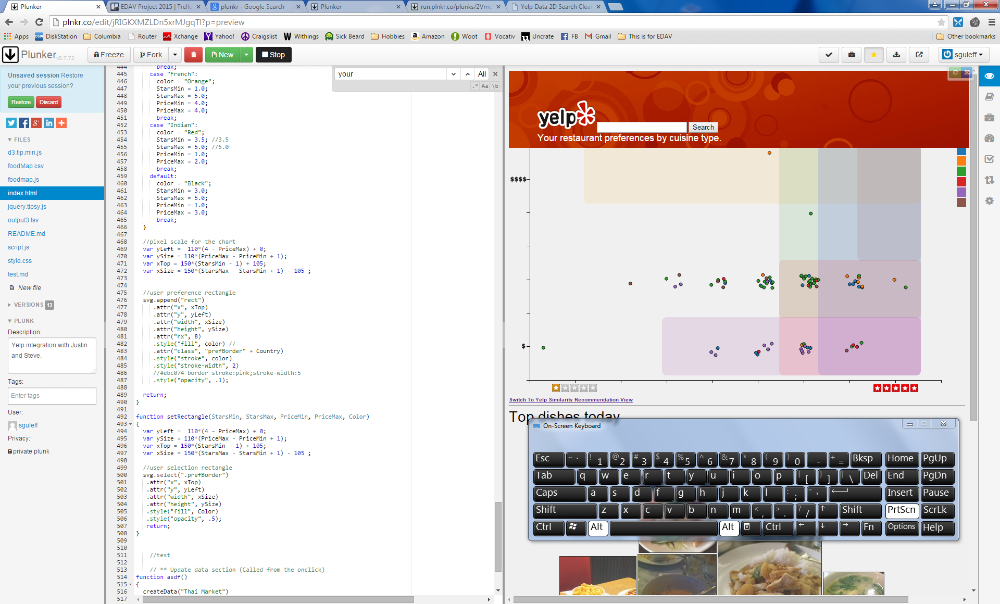 Plunker
EDAV Project 2015 | Trello
plunkr - Google Search
Plunker
run.plnkr.co/plunks/2Vmo
Yelp Data 2D Search Clea
plnkr.co/edit/jRIGKXMZLDn5xrMJgqTl?p=preview
Apps DiskStation Columbia Router Xchange Yahoo! Craigslist Withings Sick Beard Hobbies Amazon Woot Vocativ Uncrate FB Gmail This is for EDAV Other bookmarks
Plunker v0.7.72 Freeze Fork New Stop sguleff
Unsaved session Restore
your previous session?
Restore Discard
FILES
d3.tip.min.js
foodMap.csv
foodmap.js
index.html
jquery.tipsy.js
output3.tsv
README.md
script.js
style.css
test.md
New file
VERSIONS 13
PLUNK
Description:
Yelp integration with Justin
and Steve.
Tags:
Enter tags
User:
sguleff
Privacy:
private plunk
your All
.* Aa \b
444 break;
445 case "French":
446 color = "Orange";
447 StarsMin = 1.0;
448 StarsMax = 5.0;
449 PriceMin = 4.0;
450 PriceMax = 4.0;
451 break;
452 case "Indian":
453 color = "Red";
454 StarsMin = 3.5; //3.5
455 StarsMax = 5.0; //5.0
456 PriceMin = 1.0;
457 PriceMax = 2.0;
458 break;
459 default:
460 color = "Black";
461 StarsMin = 3.0;
462 StarsMax = 5.0;
463 PriceMin = 1.0;
464 PriceMax = 3.0;
465 break;
466 }
467
468 //pixel scale for the chart
469 var yLeft = 110*(4 - PriceMax) + 0;
470 var ySize = 110*(PriceMax - PriceMin + 1);
471 var xTop = 150*(StarsMin - 1) + 105;
472 var xSize = 150*(StarsMax - StarsMin + 1) - 105 ;
473
474
475 //user preference rectangle
476 svg.append("rect")
477 .attr("x", xTop)
478 .attr("y", yLeft)
479 .attr("width", xSize)
480 .attr("height", ySize)
481 .attr("rx", 8)
482 .style("fill", color) //
483 .attr("class", "prefBorder" + Country)
484 .style("stroke", color)
485 .style("stroke-width", 2)
486 //#ebc074 border stroke:pink;stroke-width:5
487 .style("opacity", .1);
488
489 return;
490 }
491
492 function setRectangle(StarsMin, StarsMax, PriceMin, PriceMax, Color)
493 {
494 var yLeft = 110*(4 - PriceMax) + 0;
495 var ySize = 110*(PriceMax - PriceMin + 1);
496 var xTop = 150*(StarsMin - 1) + 105;
497 var xSize = 150*(StarsMax - StarsMin + 1) - 105 ;
498
499 //user selection rectangle
500 svg.select(".prefBorder")
501 .attr("x", xTop)
502 .attr("y", yLeft)
503 .attr("width", xSize)
504 .attr("height", ySize)
505 .style("fill", Color)
506 .style("opacity", .5);
507 return;
508 }
509
510
511 //test
512
513 // ** Update data section (Called from the onclick)
514 function asdf()
515 {
516 createData("Thai Market")
517
yelp Search
Your restaurant preferences by cuisine type.
$$$$
$
Switch To Yelp Similarity Recommendation View
Top dishes today
On-Screen Keyboard
Esc ~ ` ! 1 @ 2 # 3 $ 4 % 5 ^ 6 & 7 * 8 ( 9 ) 0 _ - + = Bksp Home PgUp
Tab q w e r t y u i o p { [ } ] | \ Del End PgDn
Caps a s d f g h j k l : ; " ' Insert Pause
Shift z x c v b n m < , > . ? / ↑ Shift PrtScn ScrLk
Ctrl Alt Alt Ctrl ← ↓ → Fn Options Help